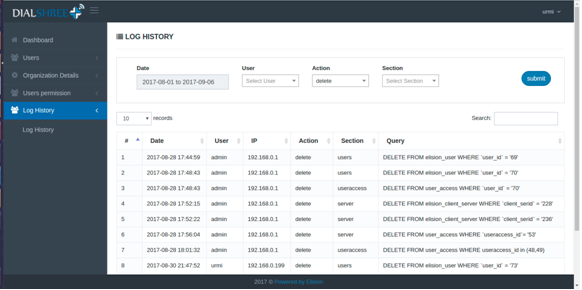 DIALSHREE
urmi
Dashboard
Users
Organization Details
Users permission
Log History
Log History
LOG HISTORY
Date User Action Section
2017-08-01 to 2017-09-06 Select User delete Select Section submit
10 records Search:
# Date User IP Action Section Query
1 2017-08-28 17:44:59 admin 192.168.0.1 delete users DELETE FROM elision_user WHERE `user_id` = '69'
2 2017-08-28 17:48:43 admin 192.168.0.1 delete users DELETE FROM elision_user WHERE `user_id` = '70'
3 2017-08-28 17:48:43 admin 192.168.0.1 delete useraccess DELETE FROM user_access WHERE `user_id` = '70'
4 2017-08-28 17:52:15 admin 192.168.0.1 delete server DELETE FROM elision_client_server WHERE `client_serid` = '228'
5 2017-08-28 17:52:22 admin 192.168.0.1 delete server DELETE FROM elision_client_server WHERE `client_serid` = '236'
6 2017-08-28 17:56:04 admin 192.168.0.1 delete server DELETE FROM user_access WHERE `useraccess_id`= '53'
7 2017-08-28 18:01:32 admin 192.168.0.1 delete useraccess DELETE FROM user_access WHERE useraccess_id in (48,49)
8 2017-08-30 21:47:52 urmi 192.168.0.199 delete users DELETE FROM elision_user WHERE `user_id` = '73'
2017 © Powered by Elision